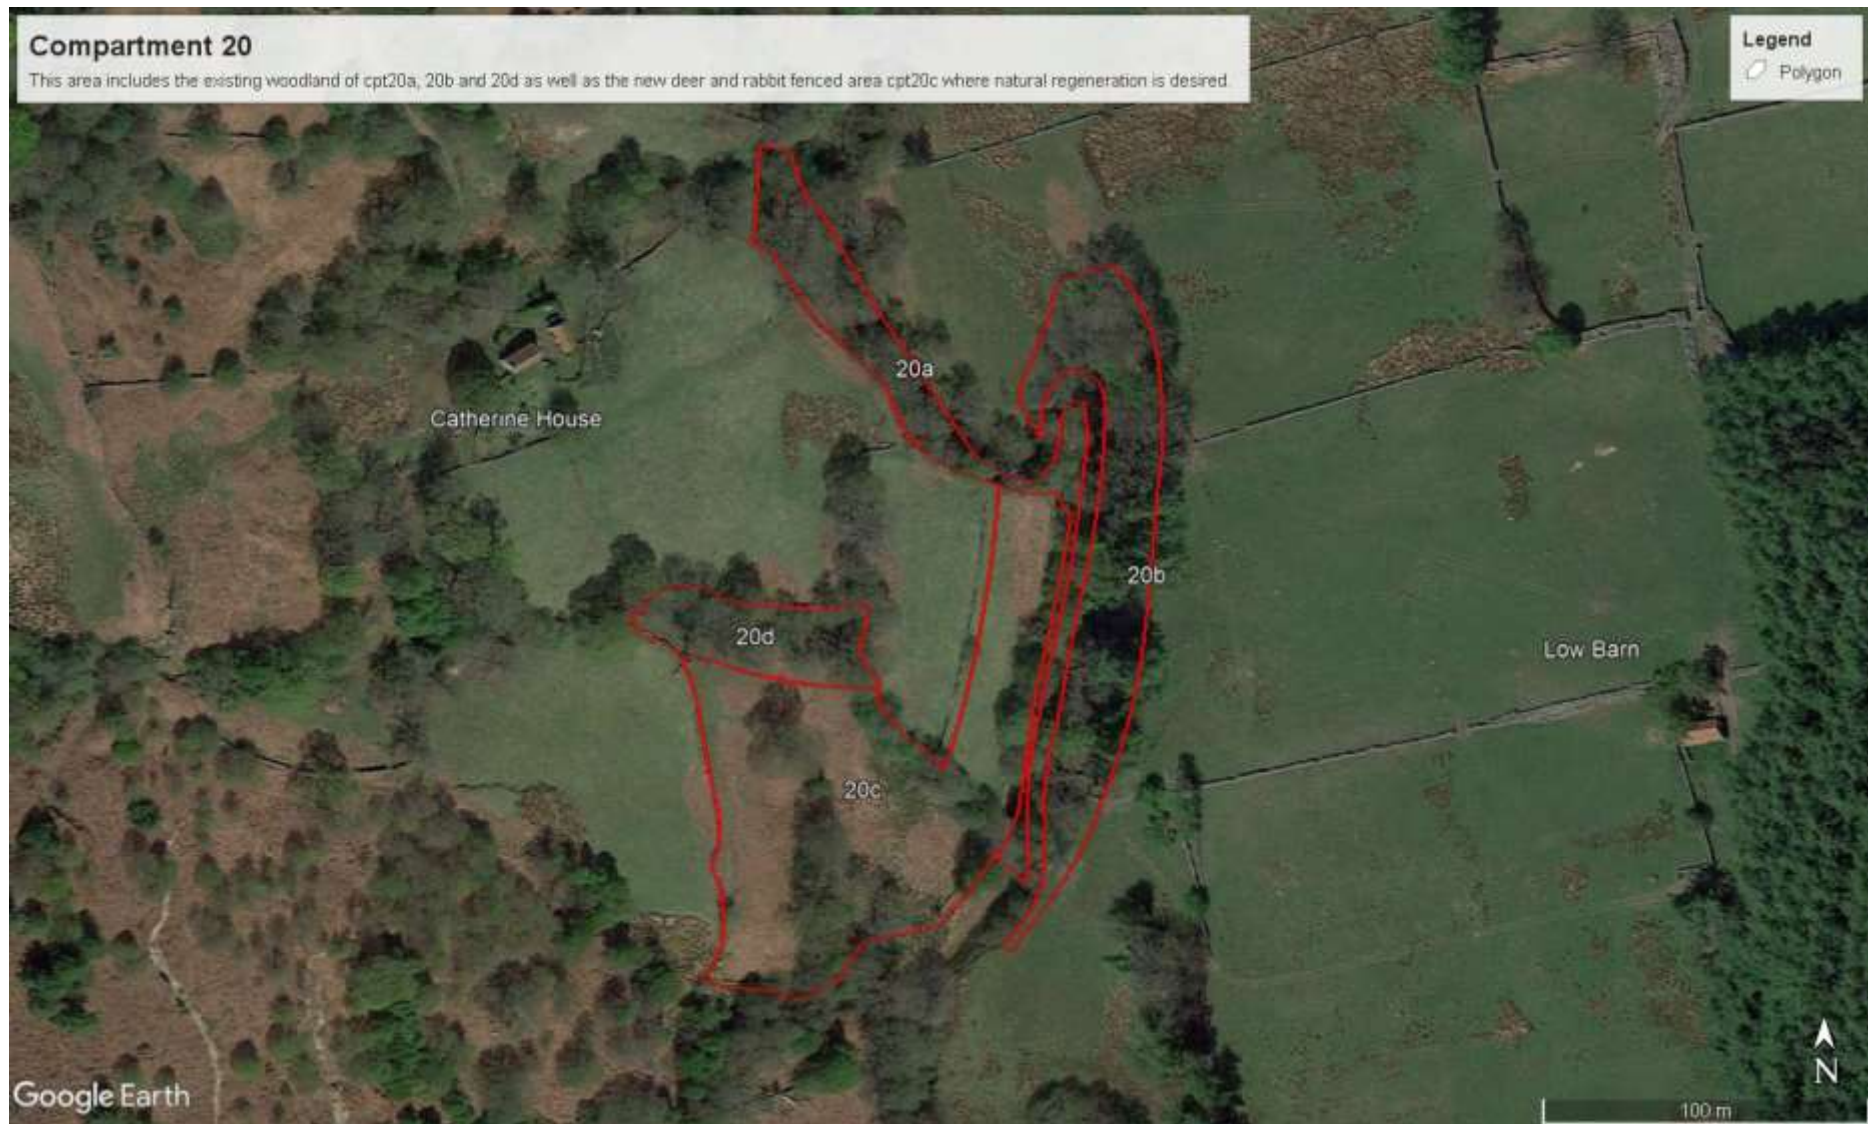 Compartment 20
This area includes the existing woodland of cpt20a, 20b and 20d as well as the new deer and rabbit fenced area cpt20c where natural regeneration is desired.
Legend
Polygon
20a
Catherine House
20b
20d
Low Barn
20c
N
Google Earth
100 m